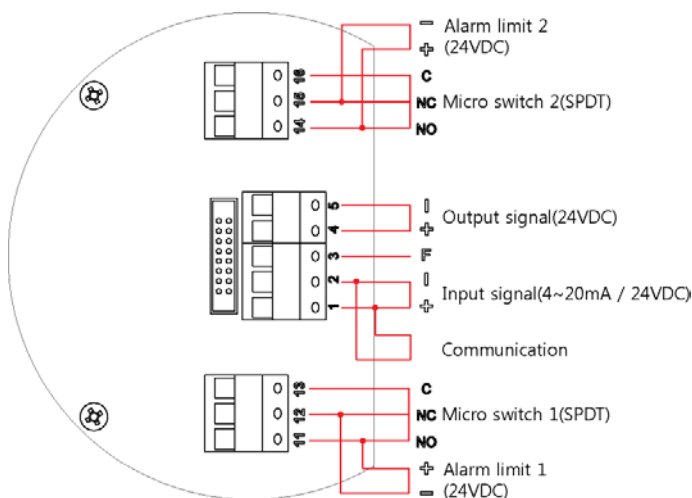 − Alarm limit 2
+ (24VDC)
16 C
15 NC Micro switch 2(SPDT)
14 NO
5 −
Output signal(24VDC)
4 +
3 F
2 −
Input signal(4~20mA / 24VDC)
1 +
Communication
13 C
12 NC Micro switch 1(SPDT)
11 NO
+ Alarm limit 1
− (24VDC)